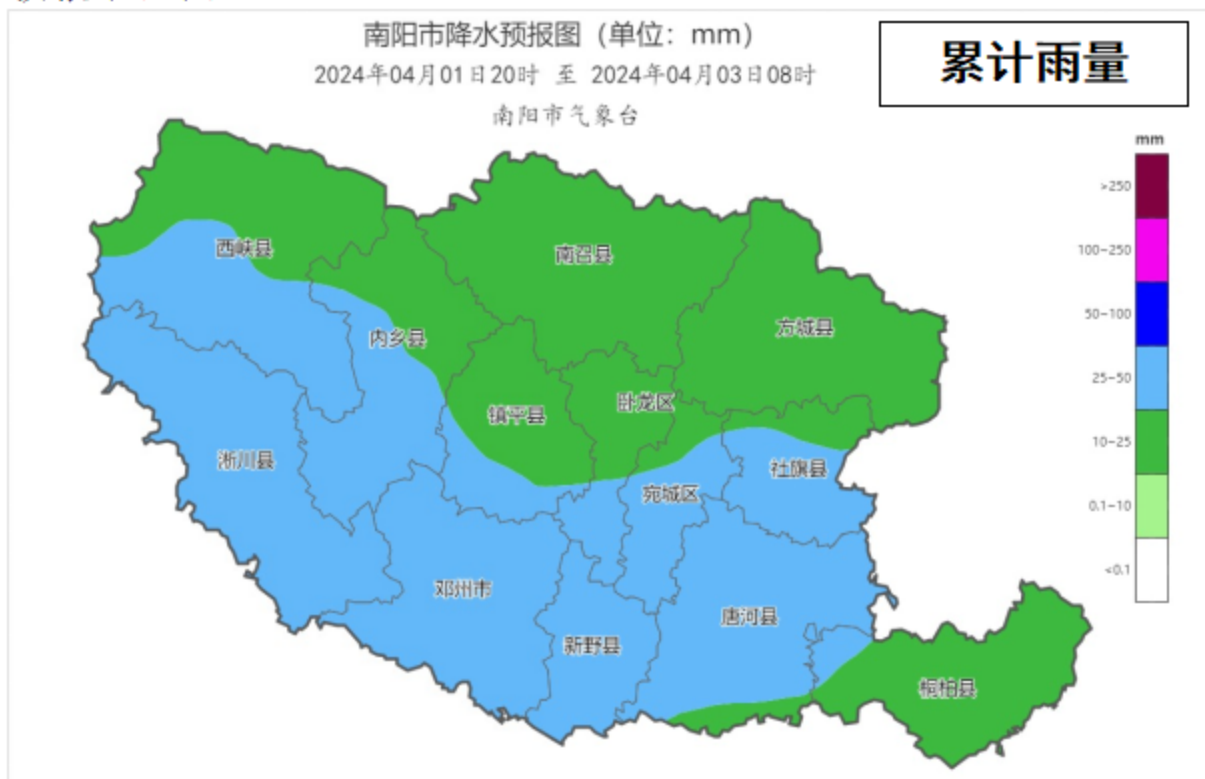 南阳市降水预报图（单位：mm）
2024年04月01日20时 至 2024年04月03日08时
南阳市气象台
累计雨量
mm
>250
100-250
50-100
25-50
10-25
0.1-10
<0.1
西峡县
南召县
方城县
内乡县
镇平县
卧龙区
淅川县
宛城区
社旗县
邓州市
唐河县
新野县
桐柏县